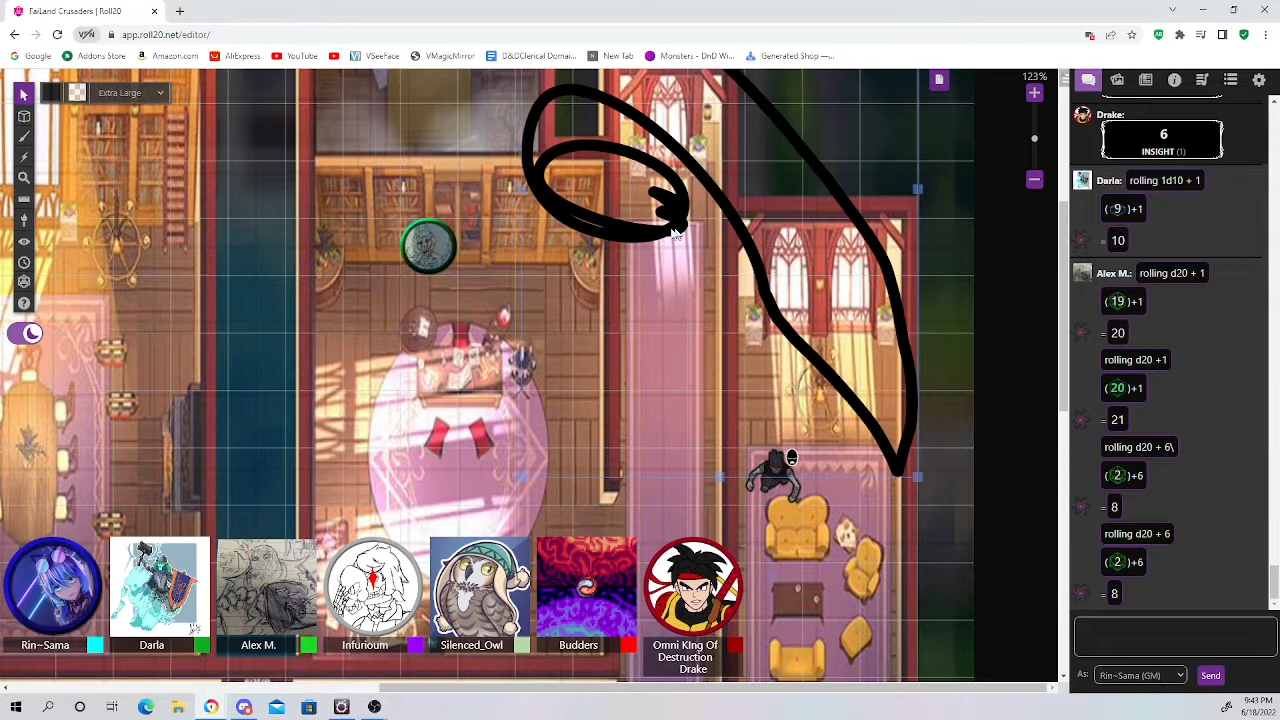 FaiLand Crusaders | Roll20
VPN
app.roll20.net/editor/
Google
Addons Store
Amazon.com
AliExpress
YouTube
VSeeFace
VMagicMirror
D&DClerical Domai...
New Tab
Monsters - DnD Wi...
Generated Shop —...
Extra Large
123%
Drake:
6
INSIGHT (1)
Darla: rolling 1d10 + 1
(9)+1
= 10
Alex M.: rolling d20 + 1
(19)+1
= 20
rolling d20 +1
(20)+1
= 21
rolling d20 + 6\
(2)+6
= 8
rolling d20 + 6
(2)+6
= 8
Rin~Sama
Darla
Alex M.
Infurioum
Silenced_Owl
Budders
Omni KIng Of
Destruction
Drake
As: Rin~Sama (GM)
Send
9:43 PM
6/18/2022